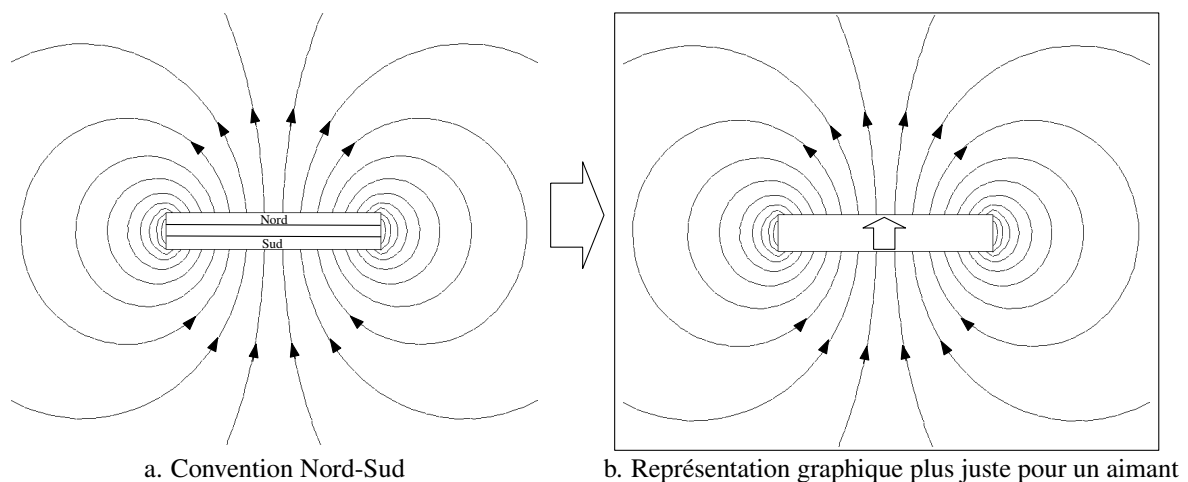 Nord
Sud
a. Convention Nord-Sud
b. Représentation graphique plus juste pour un aimant